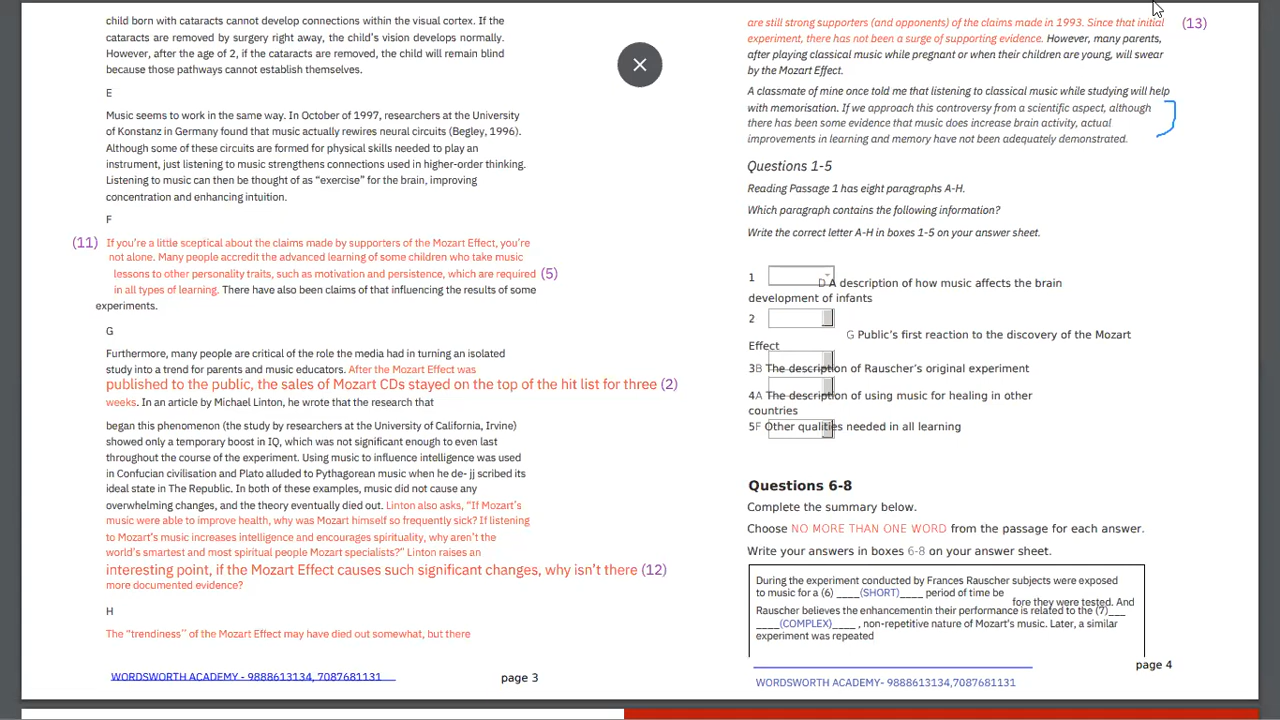 child born with cataracts cannot develop connections within the visual cortex. If the
cataracts are removed by surgery right away, the child's vision develops normally.
However, after the age of 2, if the cataracts are removed, the child will remain blind
because those pathways cannot establish themselves.
E
Music seems to work in the same way. In October of 1997, researchers at the University
of Konstanz in Germany found that music actually rewires neural circuits (Begley, 1996).
Although some of these circuits are formed for physical skills needed to play an
instrument, just listening to music strengthens connections used in higher-order thinking.
Listening to music can then be thought of as “exercise” for the brain, improving
concentration and enhancing intuition.
F
(11) If you’re a little sceptical about the claims made by supporters of the Mozart Effect, you’re
not alone. Many people accredit the advanced learning of some children who take music
lessons to other personality traits, such as motivation and persistence, which are required (5)
in all types of learning. There have also been claims of that influencing the results of some
experiments.
G
Furthermore, many people are critical of the role the media had in turning an isolated
study into a trend for parents and music educators. After the Mozart Effect was
published to the public, the sales of Mozart CDs stayed on the top of the hit list for three (2)
weeks. In an article by Michael Linton, he wrote that the research that
began this phenomenon (the study by researchers at the University of California, Irvine)
showed only a temporary boost in IQ, which was not significant enough to even last
throughout the course of the experiment. Using music to influence intelligence was used
in Confucian civilisation and Plato alluded to Pythagorean music when he de- jj scribed its
ideal state in The Republic. In both of these examples, music did not cause any
overwhelming changes, and the theory eventually died out. Linton also asks, “If Mozart’s
music were able to improve health, why was Mozart himself so frequently sick? If listening
to Mozart’s music increases intelligence and encourages spirituality, why aren’t the
world’s smartest and most spiritual people Mozart specialists?” Linton raises an
interesting point, if the Mozart Effect causes such significant changes, why isn’t there (12)
more documented evidence?
H
The “trendiness” of the Mozart Effect may have died out somewhat, but there
WORDSWORTH ACADEMY - 9888613134, 7087681131
page 3
are still strong supporters (and opponents) of the claims made in 1993. Since that initial (13)
experiment, there has not been a surge of supporting evidence. However, many parents,
after playing classical music while pregnant or when their children are young, will swear
by the Mozart Effect.
A classmate of mine once told me that listening to classical music while studying will help
with memorisation. If we approach this controversy from a scientific aspect, although
there has been some evidence that music does increase brain activity, actual
improvements in learning and memory have not been adequately demonstrated.
Questions 1-5
Reading Passage 1 has eight paragraphs A-H.
Which paragraph contains the following information?
Write the correct letter A-H in boxes 1-5 on your answer sheet.
1 D A description of how music affects the brain
development of infants
2 G Public’s first reaction to the discovery of the Mozart
Effect
3B The description of Rauscher’s original experiment
4A The description of using music for healing in other
countries
5F Other qualities needed in all learning
Questions 6-8
Complete the summary below.
Choose NO MORE THAN ONE WORD from the passage for each answer.
Write your answers in boxes 6-8 on your answer sheet.
During the experiment conducted by Frances Rauscher subjects were exposed
to music for a (6) ____(SHORT)____ period of time be
fore they were tested. And
Rauscher believes the enhancementin their performance is related to the (7)___
____(COMPLEX)____ , non-repetitive nature of Mozart’s music. Later, a similar
experiment was repeated
page 4
WORDSWORTH ACADEMY- 9888613134,7087681131